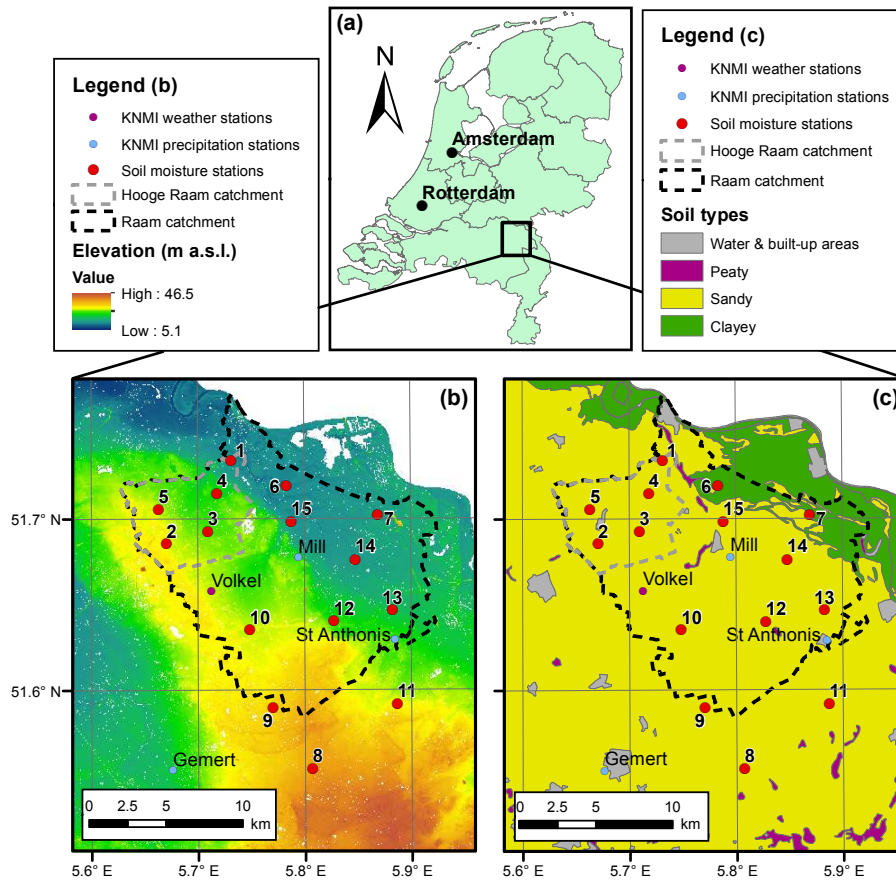 (a)
N
Amsterdam
Rotterdam
Legend (b)
KNMI weather stations
KNMI precipitation stations
Soil moisture stations
Hooge Raam catchment
Raam catchment
Elevation (m a.s.l.)
Value
High : 46.5
Low : 5.1
Legend (c)
KNMI weather stations
KNMI precipitation stations
Soil moisture stations
Hooge Raam catchment
Raam catchment
Soil types
Water & built-up areas
Peaty
Sandy
Clayey
(b)
1
4
6
5
15
7
51.7° N
2
3
Mill
14
Volkel
13
12
10
St Anthonis
51.6° N
11
9
8
Gemert
0 2.5 5 10
km
5.6° E 5.7° E 5.8° E 5.9° E
(c)
1
4
6
5
15
7
2
3
Mill
14
Volkel
13
12
10
St Anthonis
11
9
8
Gemert
0 2.5 5 10
km
5.6° E 5.7° E 5.8° E 5.9° E